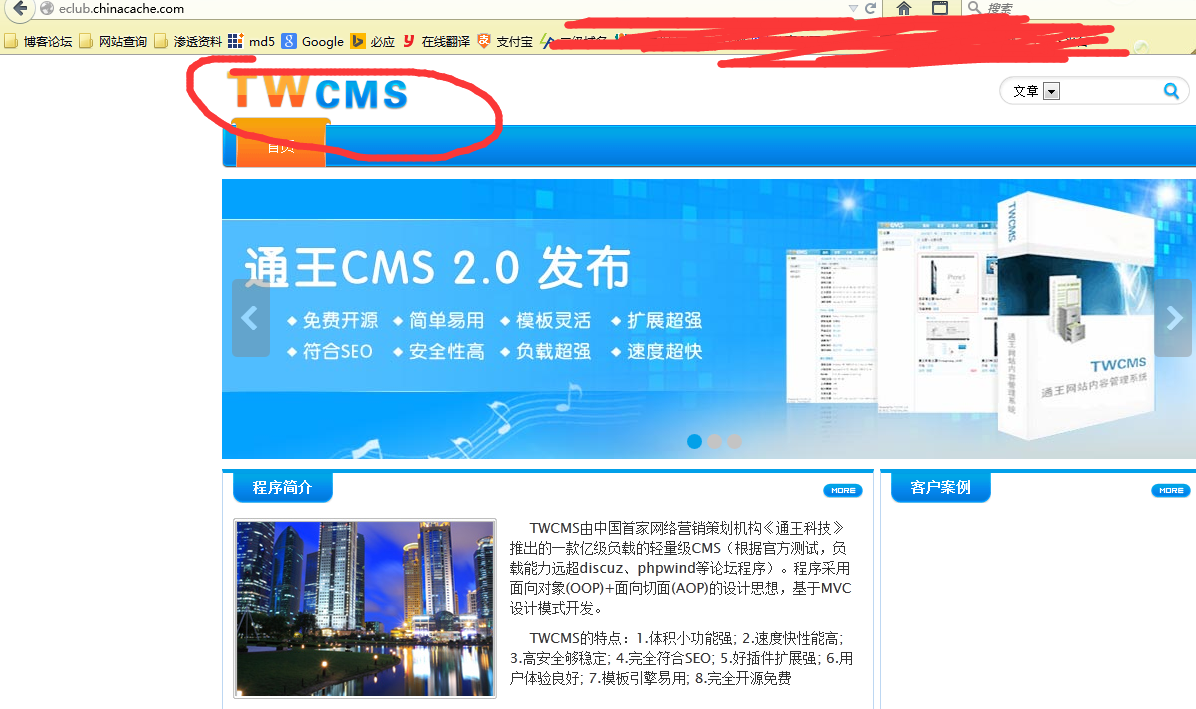 eclub.chinacache.com
搜索
博客论坛 网站查询 渗透资料 md5 Google 必应 在线翻译 支付宝
TWCMS
文章
首页
通王CMS 2.0 发布
免费开源 简单易用 模板灵活 扩展超强
符合SEO 安全性高 负载超强 速度超快
TWCMS
通王网站内容管理系统
TWCMS
通王网站内容管理系统
程序简介
MORE
客户案例
MORE
TWCMS由中国首家网络营销策划机构《通王科技》
推出的一款亿级负载的轻量级CMS（根据官方测试，负
载能力远超discuz、phpwind等论坛程序）。程序采用
面向对象(OOP)+面向切面(AOP)的设计思想，基于MVC
设计模式开发。
TWCMS的特点：1.体积小功能强; 2.速度快性能高;
3.高安全够稳定; 4.完全符合SEO; 5.好插件扩展强; 6.用
户体验良好; 7.模板引擎易用; 8.完全开源免费